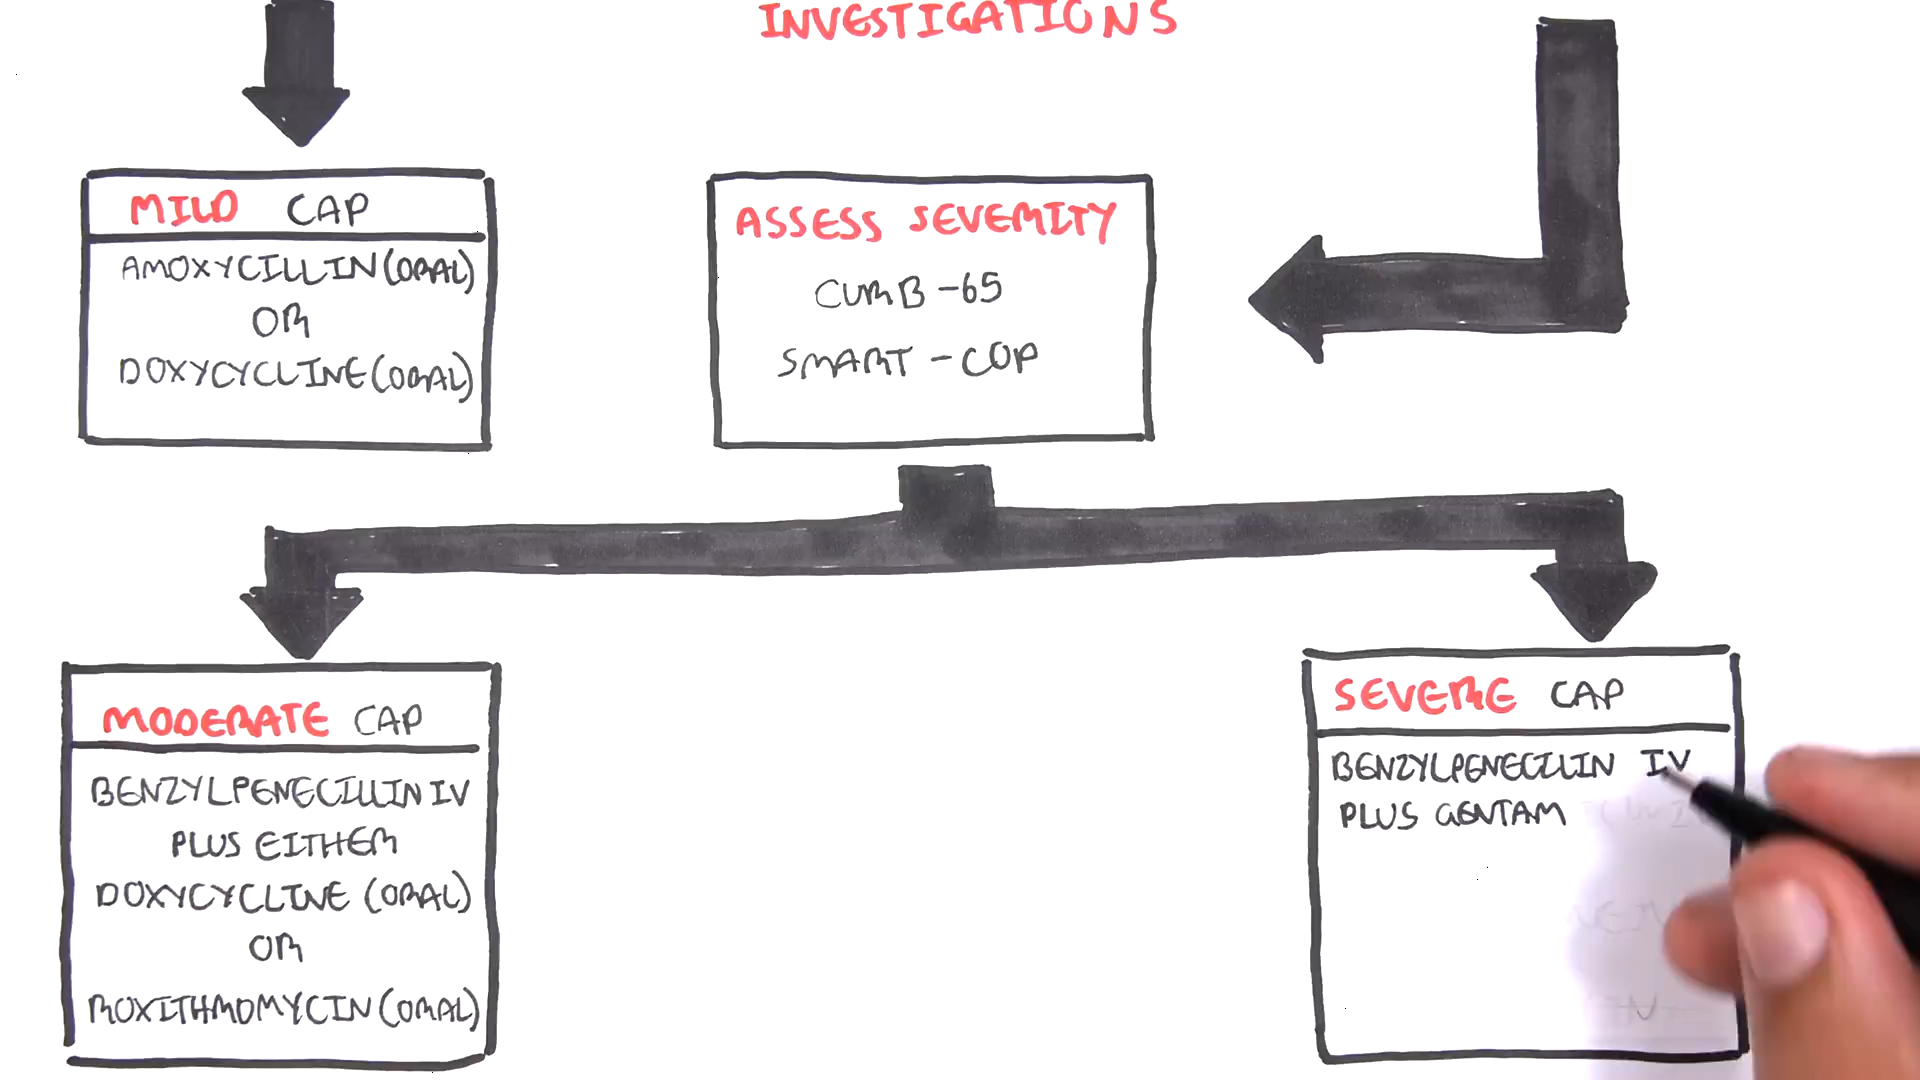 INVESTIGATIONS
MILD CAP
AMOXYCILLIN (ORAL)
OR
DOXYCYCLINE (ORAL)
ASSESS SEVERITY
CURB-65
SMART-COP
MODERATE CAP
BENZYLPENECILLIN IV
PLUS EITHER
DOXYCYCLINE (ORAL)
OR
ROXITHROMYCIN (ORAL)
SEVERE CAP
BENZYLPENECILIN IV
PLUS GENTAM